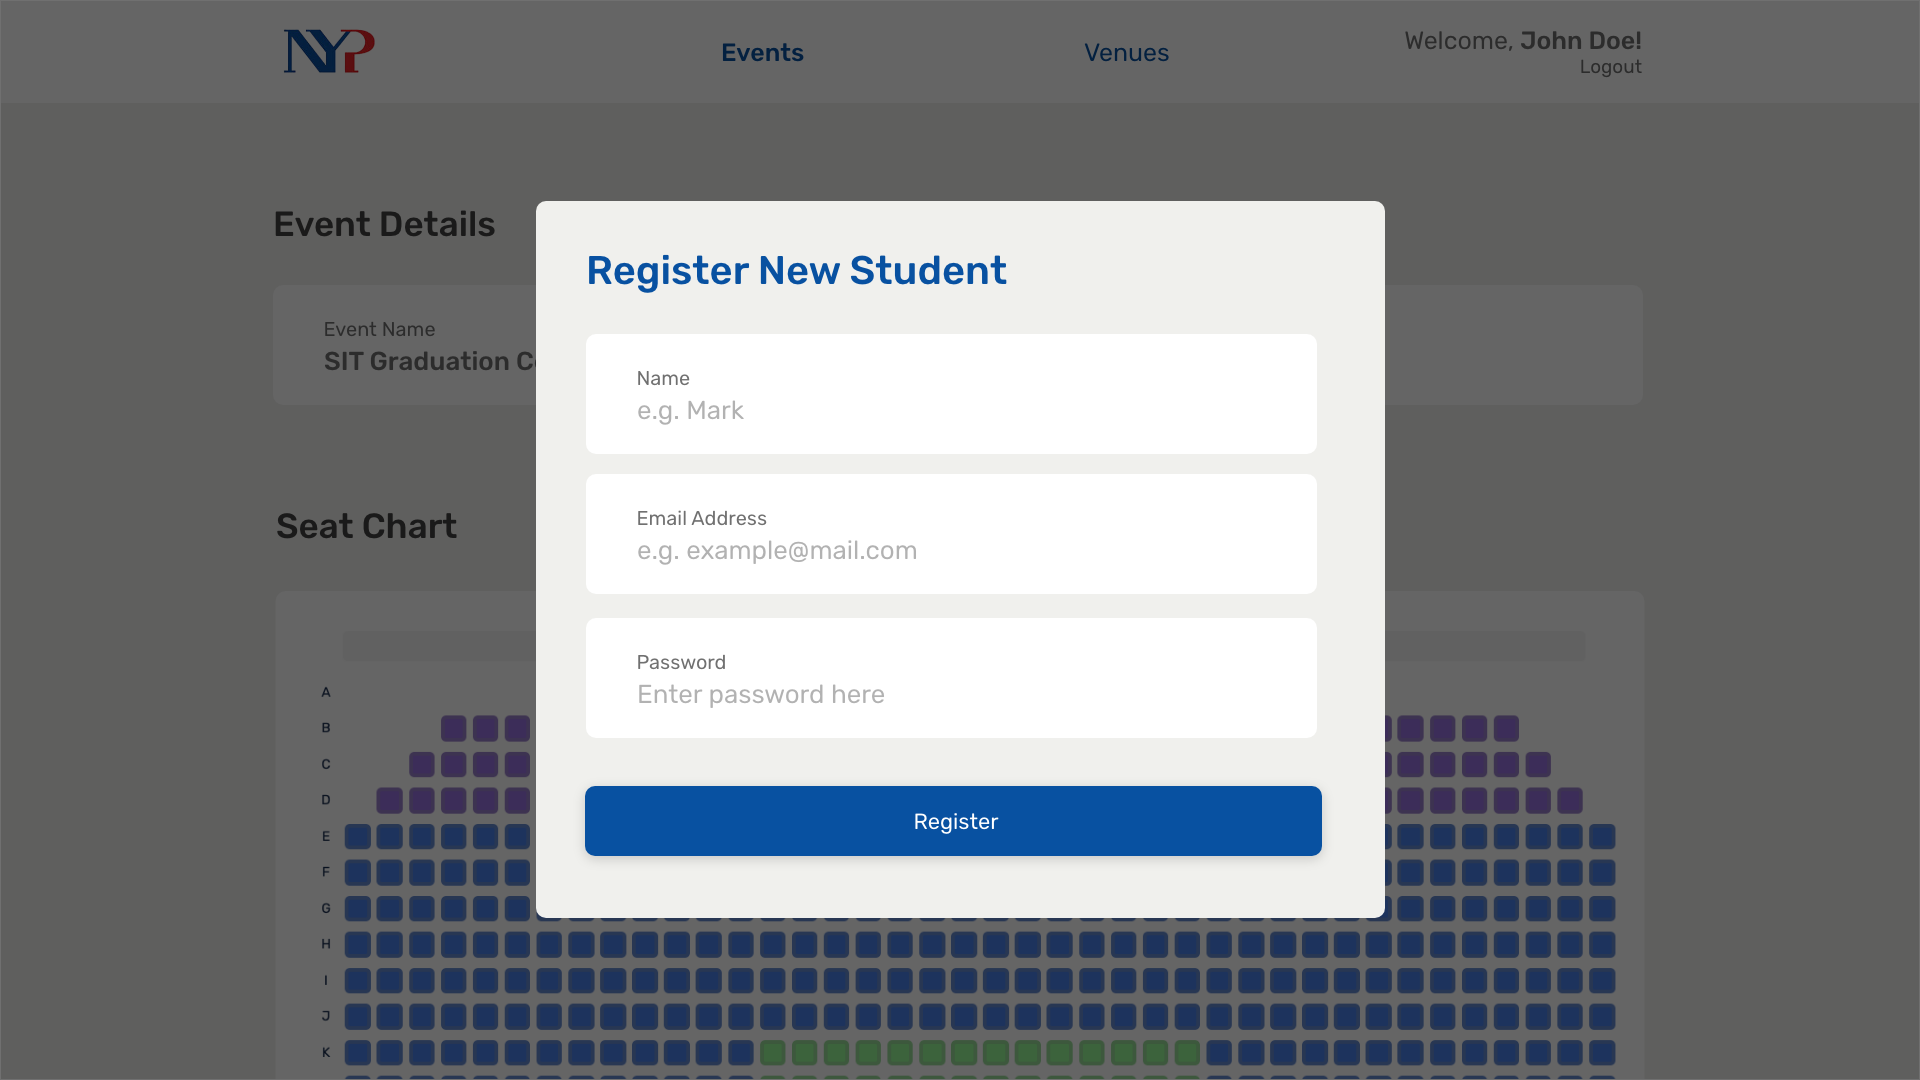 NYP
Events
Venues
Welcome, John Doe!
Logout
Event Details
Event Name
SIT Graduation
Register New Student
Name
e.g. Mark
Email Address
e.g. example@mail.com
Password
Enter password here
Register
Seat Chart
A
B
C
D
E
F
G
H
I
J
K